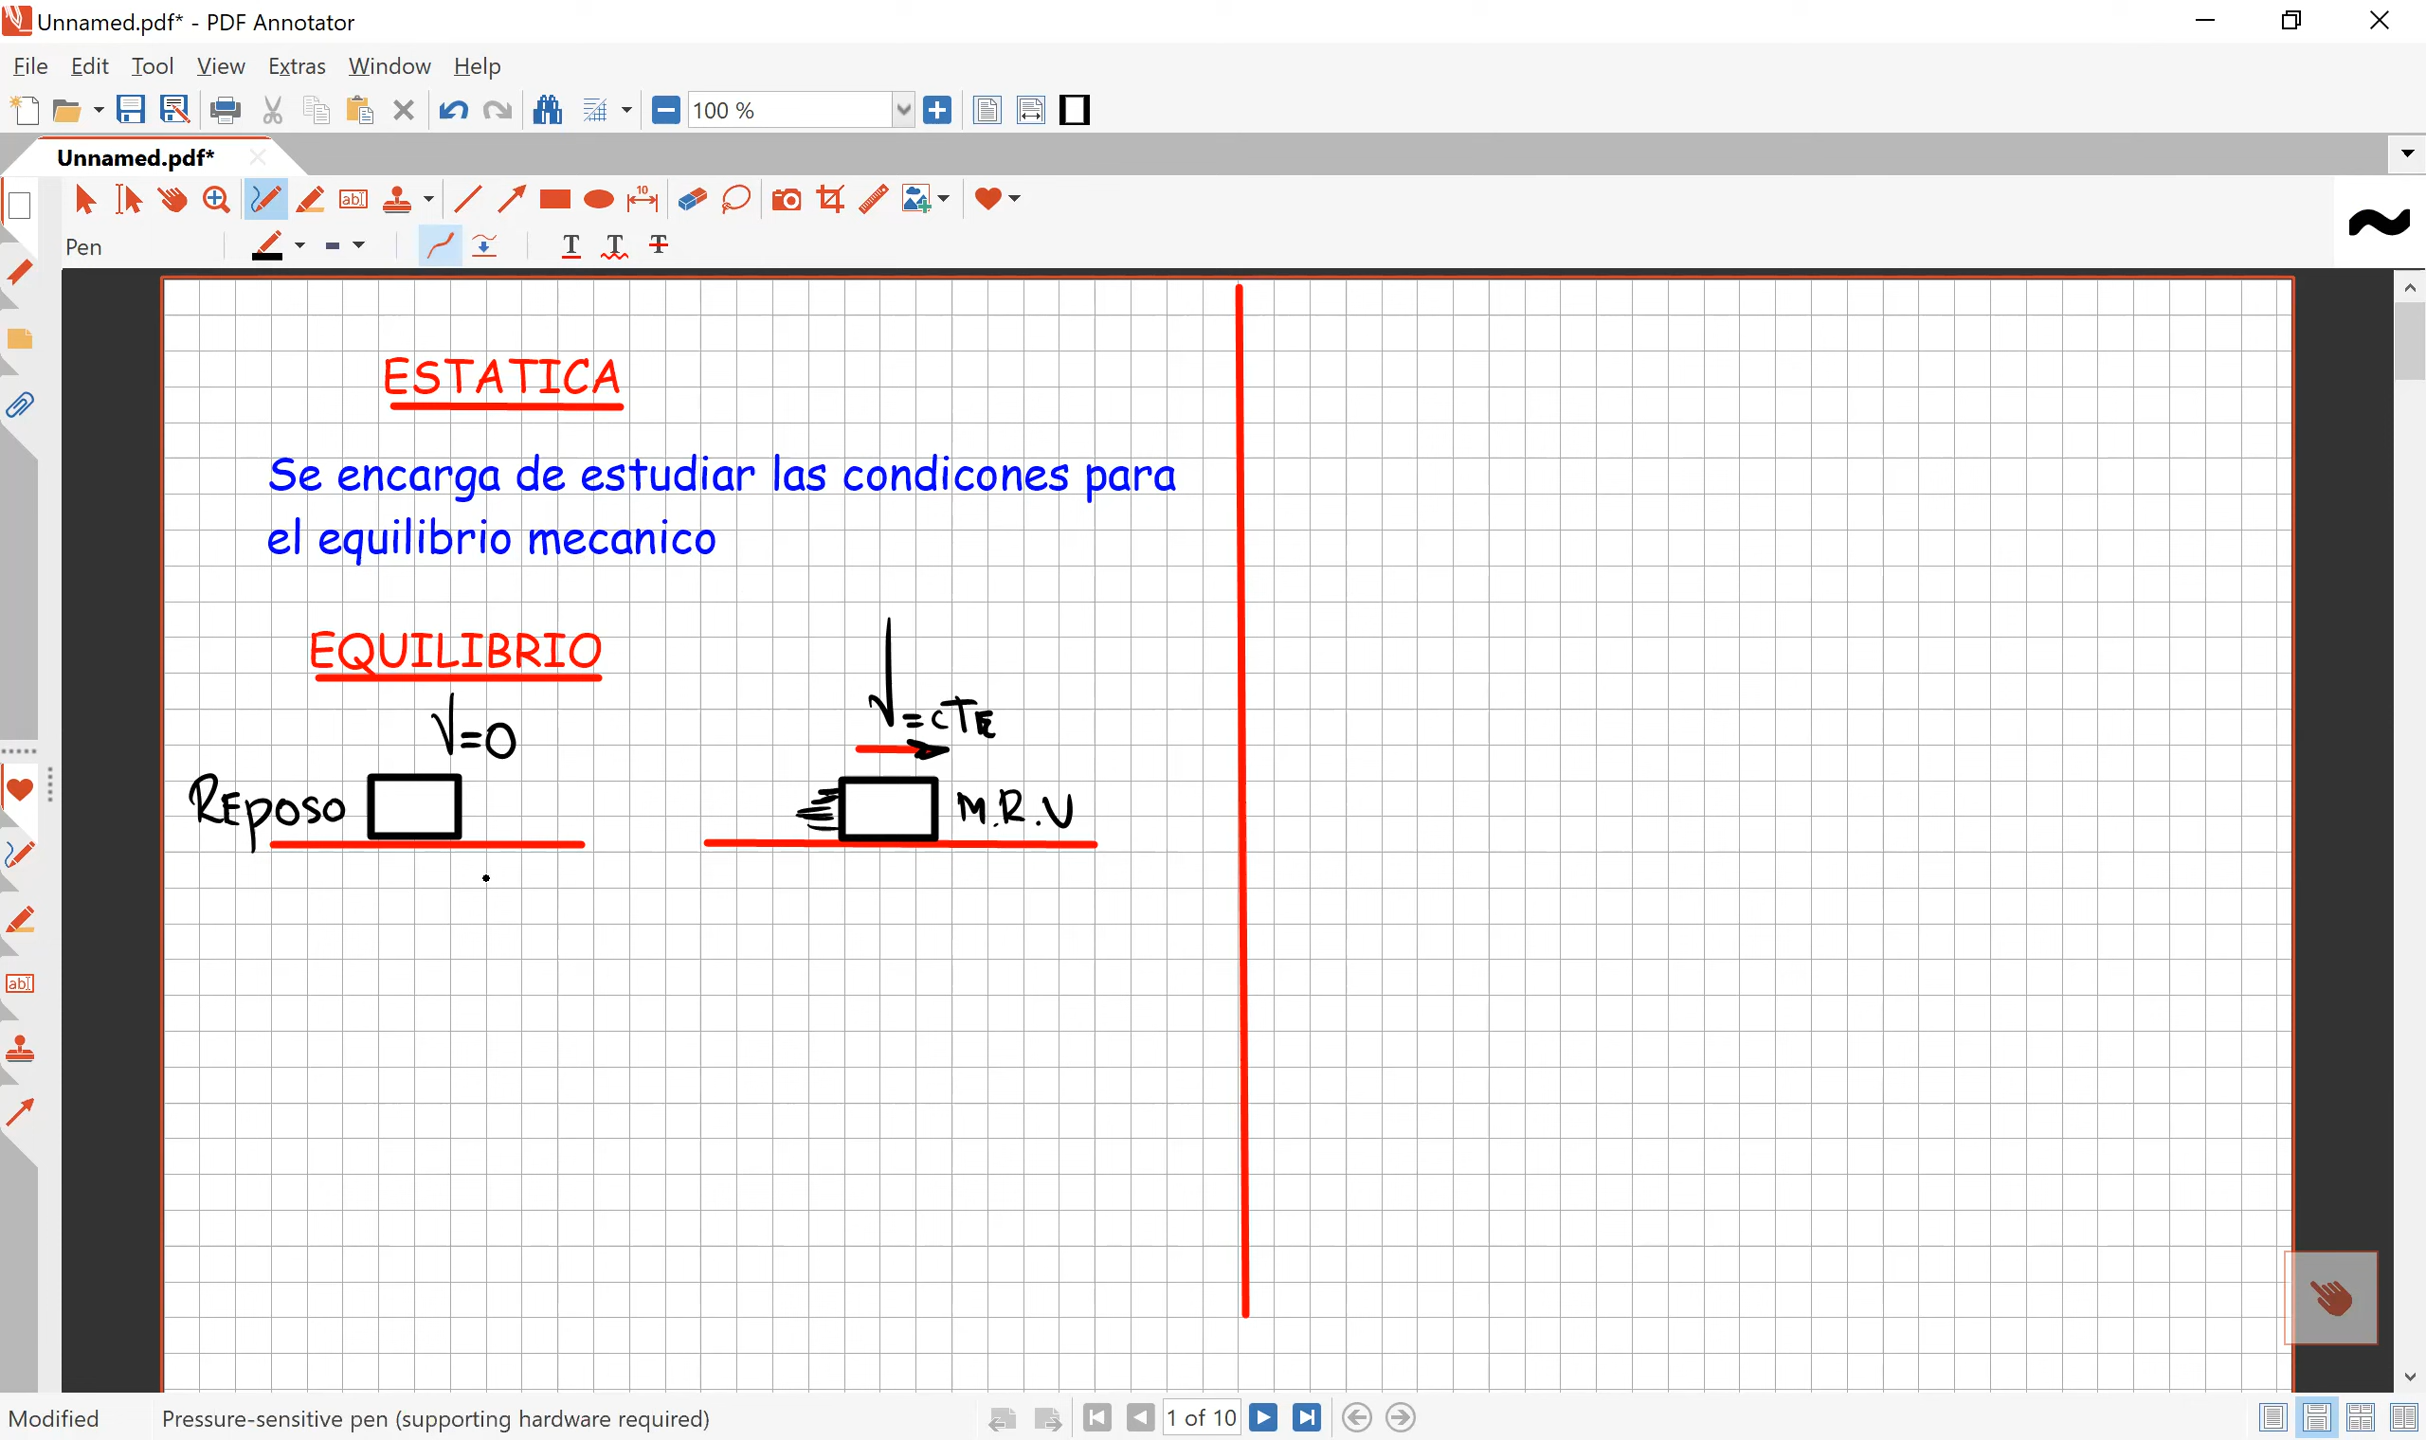 Unnamed.pdf* - PDF Annotator
File Edit Tool View Extras Window Help
100 %
Unnamed.pdf*
Pen
ESTATICA
Se encarga de estudiar las condicones para
el equilibrio mecanico
EQUILIBRIO
V=0
V=CTE
REposo
M.R.U
Modified
Pressure-sensitive pen (supporting hardware required)
1 of 10